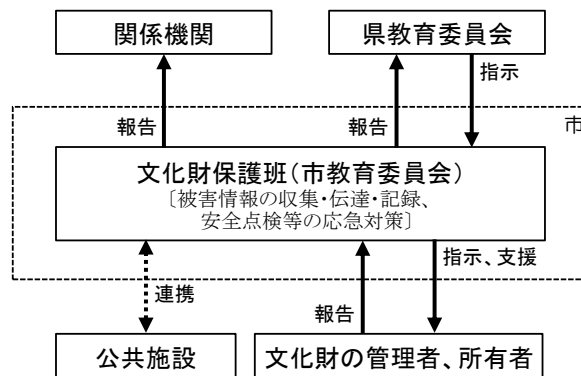 関係機関
県教育委員会
指示
報告
報告
市
文化財保護班(市教育委員会)
〔被害情報の収集・伝達・記録、
安全点検等の応急対策〕
指示、支援
連携
報告
公共施設
文化財の管理者、所有者